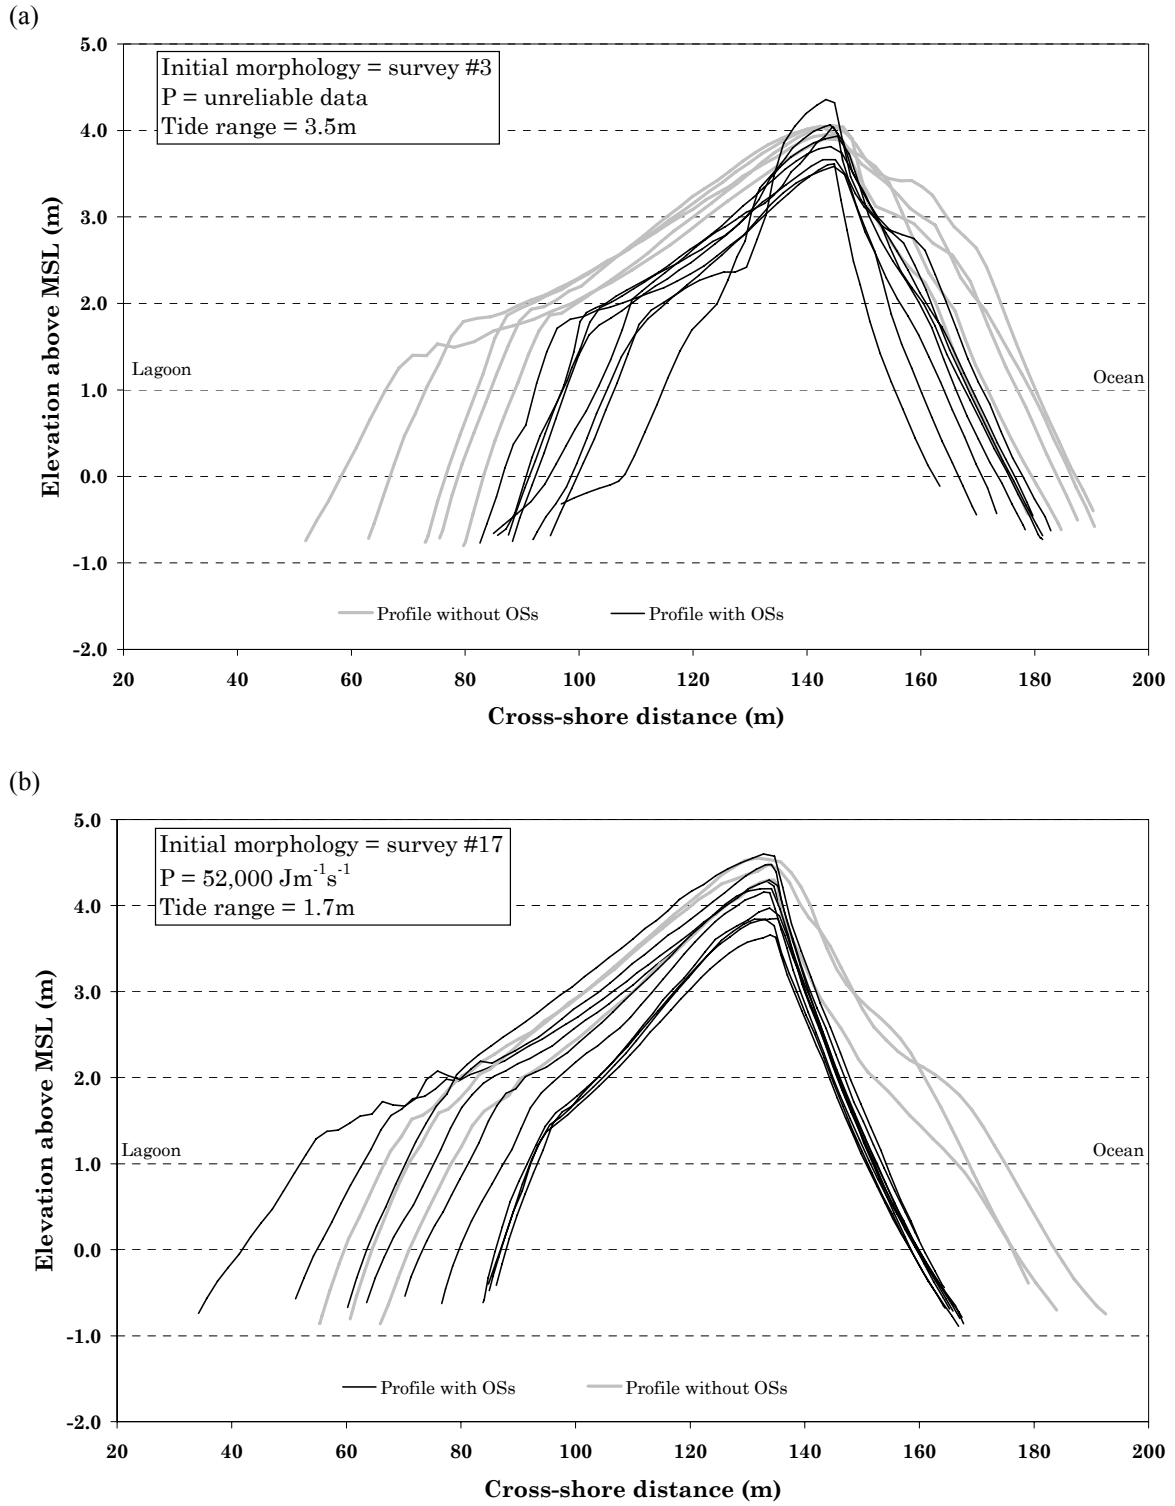 (a)
5.0
Initial morphology = survey #3
P = unreliable data
Tide range = 3.5m
4.0
3.0
2.0
1.0
0.0
-1.0
-2.0
Elevation above MSL (m)
Lagoon
Ocean
Profile without OSs
Profile with OSs
20 40 60 80 100 120 140 160 180 200
Cross-shore distance (m)
(b)
5.0
Initial morphology = survey #17
P = 52,000 Jm⁻¹s⁻¹
Tide range = 1.7m
4.0
3.0
2.0
1.0
0.0
-1.0
-2.0
Elevation above MSL (m)
Lagoon
Ocean
Profile with OSs
Profile without OSs
20 40 60 80 100 120 140 160 180 200
Cross-shore distance (m)